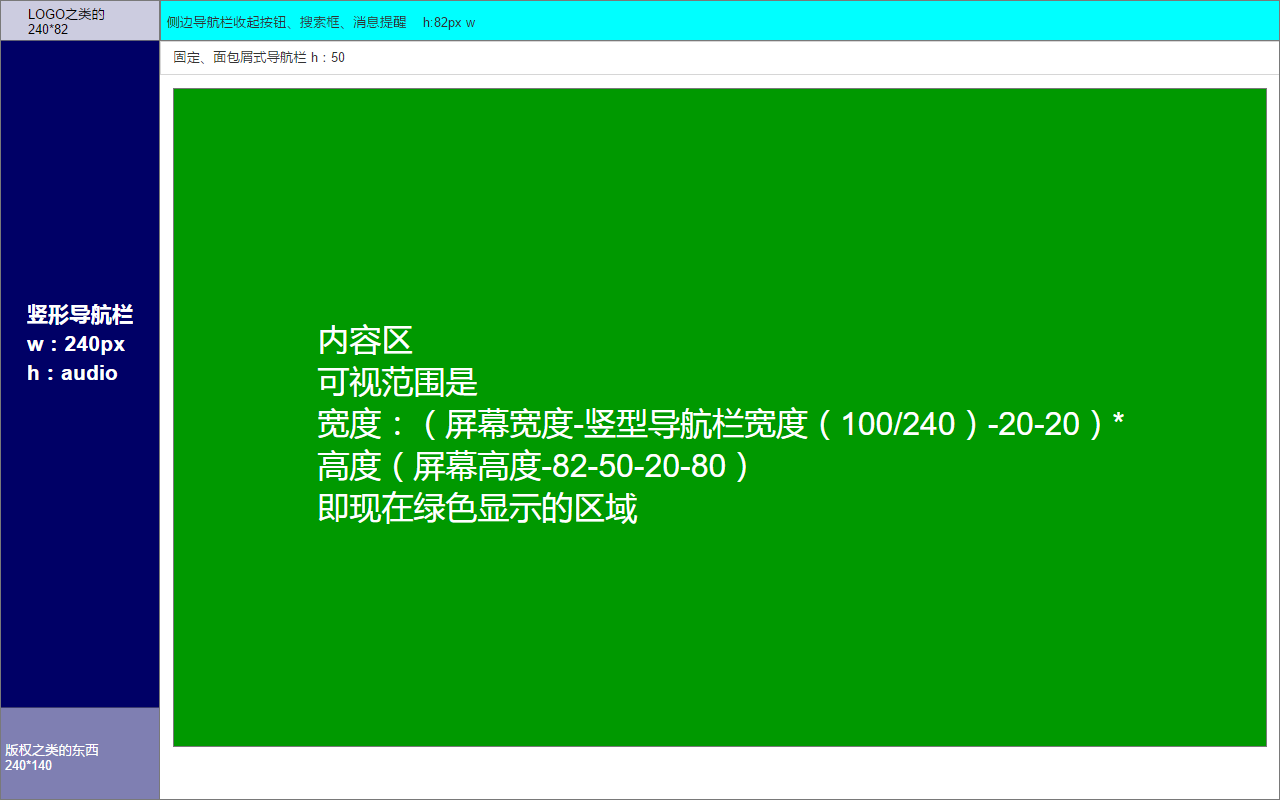 LOGO之类的
240*82
侧边导航栏收起按钮、搜索框、消息提醒 h:82px w
固定、面包屑式导航栏 h：50
竖形导航栏
w：240px
h：audio
内容区
可视范围是
宽度：（屏幕宽度-竖型导航栏宽度（100/240）-20-20）*
高度（屏幕高度-82-50-20-80）
即现在绿色显示的区域
版权之类的东西
240*140